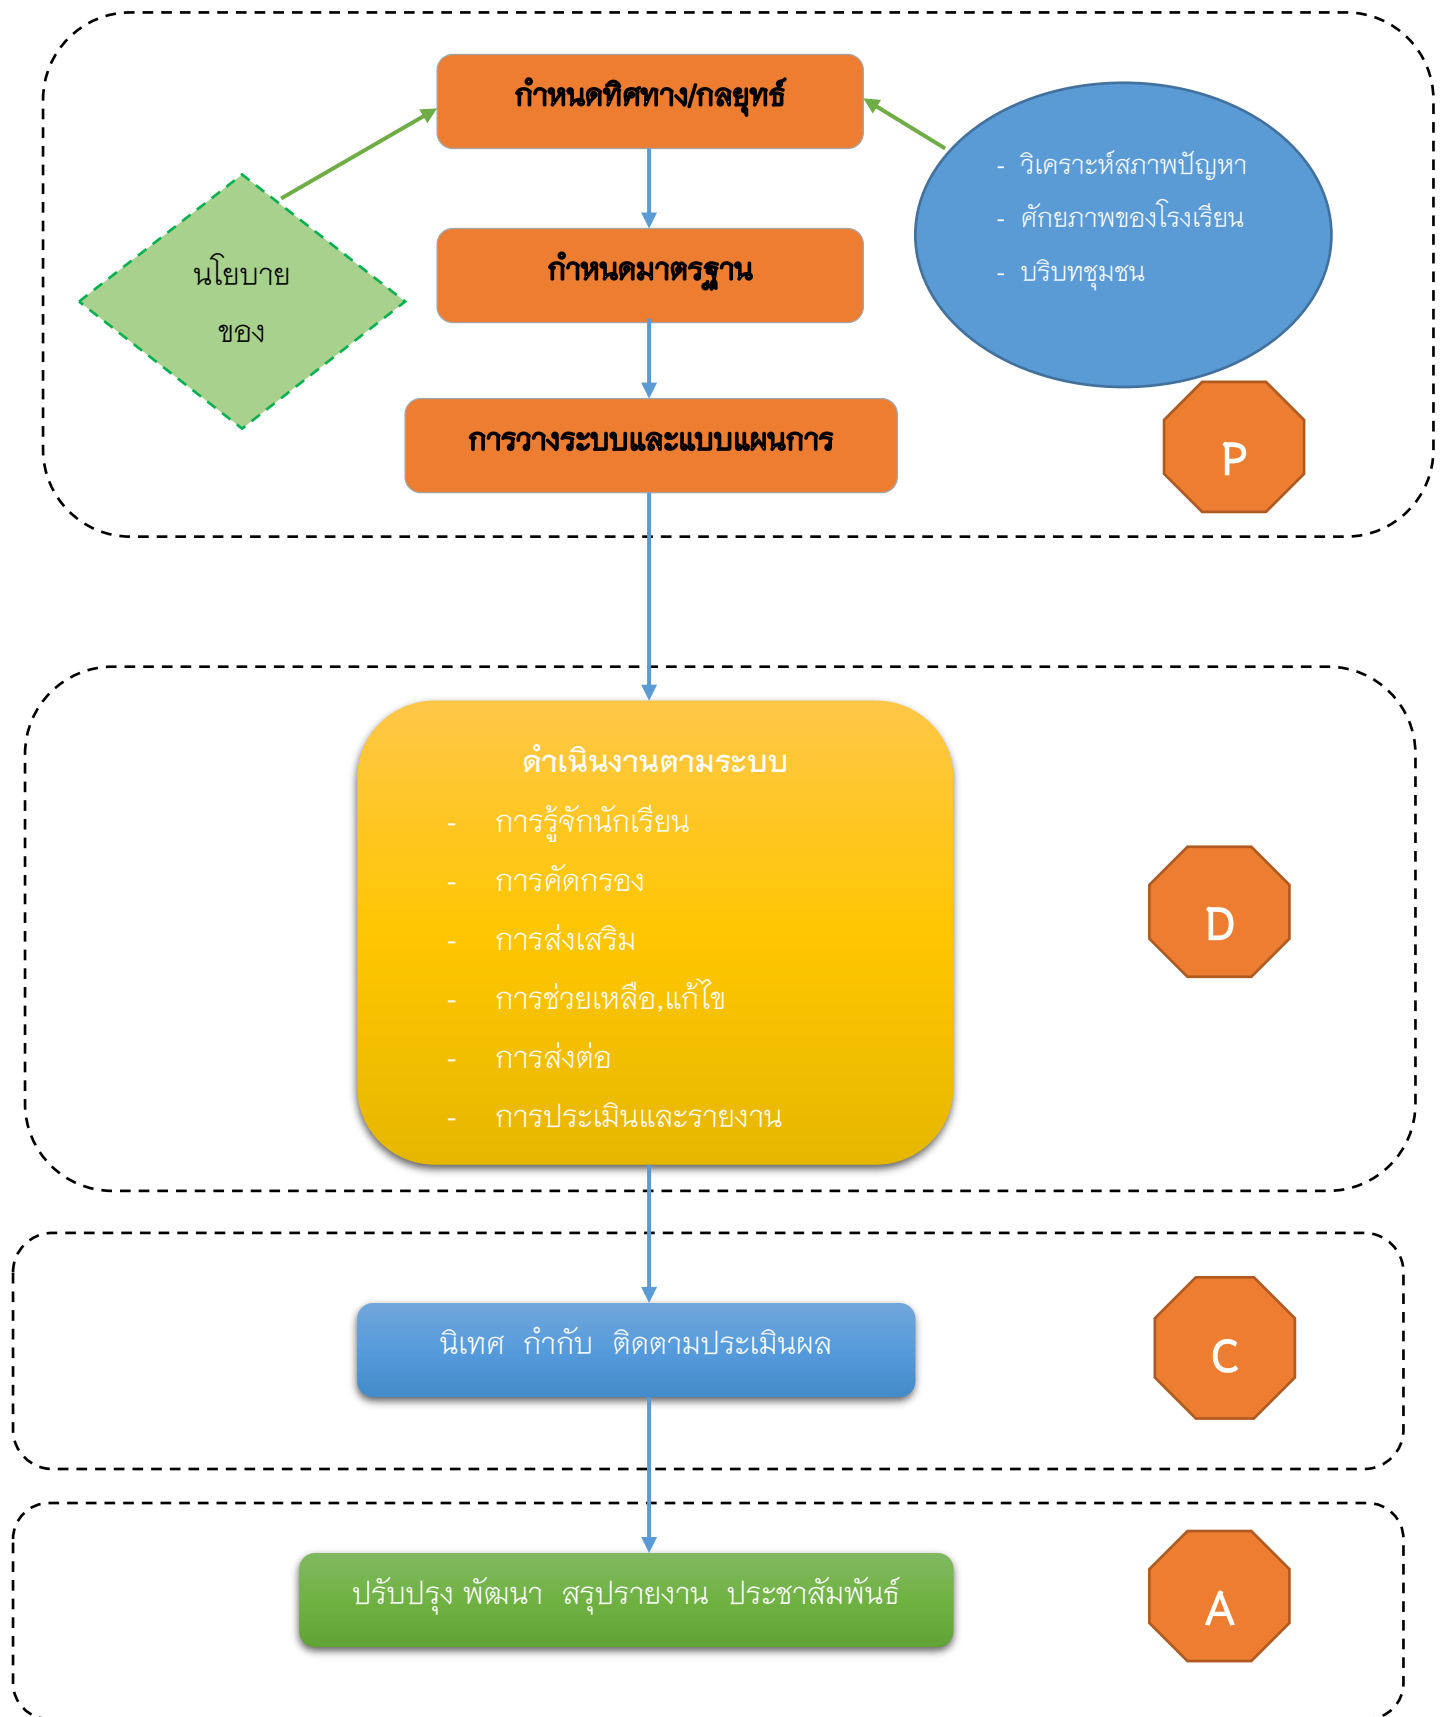 กำหนดทิศทาง/กลยุทธ์
- วิเคราะห์สภาพปัญหา
- ศักยภาพของโรงเรียน
- บริบทชุมชน
นโยบาย
ของ
กำหนดมาตรฐาน
การวางระบบและแบบแผนการ
P
ดำเนินงานตามระบบ
- การรู้จักนักเรียน
- การคัดกรอง
- การส่งเสริม
- การช่วยเหลือ,แก้ไข
- การส่งต่อ
- การประเมินและรายงาน
D
นิเทศ กำกับ ติดตามประเมินผล
C
ปรับปรุง พัฒนา สรุปรายงาน ประชาสัมพันธ์
A